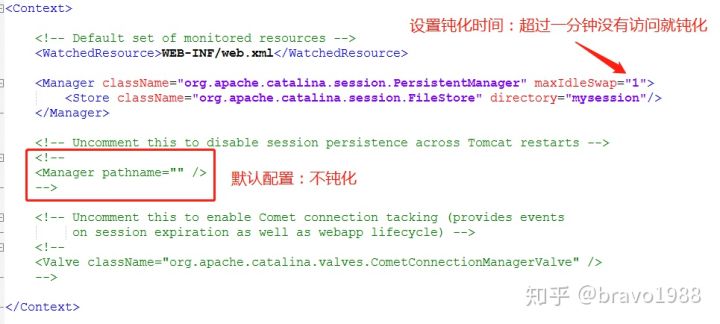 <Context>
设置钝化时间：超过一分钟没有访问就钝化
<!-- Default set of monitored resources -->
<WatchedResource>WEB-INF/web.xml</WatchedResource>
<Manager className="org.apache.catalina.session.PersistentManager" maxIdleSwap="1">
<Store className="org.apache.catalina.session.FileStore" directory="mysession"/>
</Manager>
<!-- Uncomment this to disable session persistence across Tomcat restarts -->
<!--
<Manager pathname="" />
-->
默认配置：不钝化
<!-- Uncomment this to enable Comet connection tacking (provides events
on session expiration as well as webapp lifecycle) -->
<!--
<Valve className="org.apache.catalina.valves.CometConnectionManagerValve" />
-->
</Context>
知乎 @bravo1988